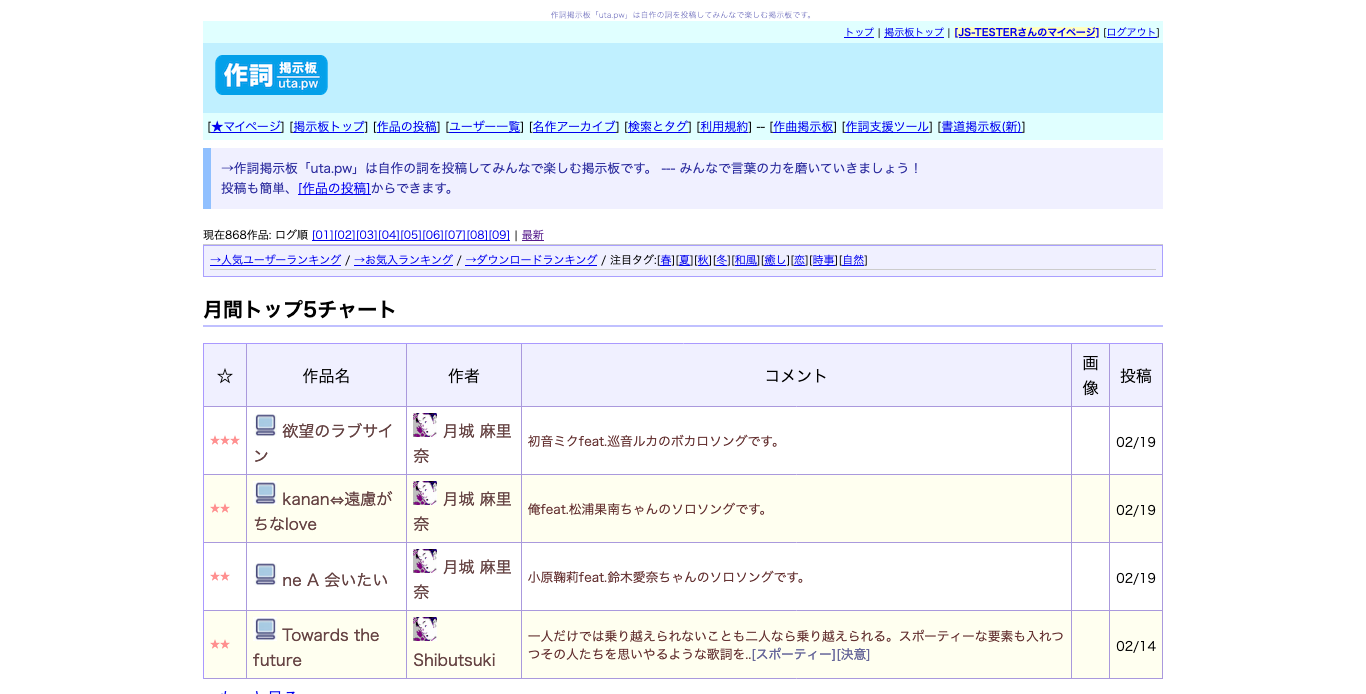 作詞掲示板「uta.pw」は自作の詞を投稿してみんなで楽しむ掲示板です。
トップ | 掲示板トップ | [JS-TESTERさんのマイページ] [ログアウト]
作詞 掲示板 uta.pw
[★マイページ] [掲示板トップ] [作品の投稿] [ユーザー一覧] [名作アーカイブ] [検索とタグ] [利用規約] -- [作曲掲示板] [作詞支援ツール] [書道掲示板(新)]
→作詞掲示板「uta.pw」は自作の詞を投稿してみんなで楽しむ掲示板です。 --- みんなで言葉の力を磨いていきましょう！
投稿も簡単、[作品の投稿]からできます。
現在868作品: ログ順 [01][02][03][04][05][06][07][08][09] | 最新
→人気ユーザーランキング / →お気入ランキング / →ダウンロードランキング / 注目タグ:[春][夏][秋][冬][和風][癒し][恋][時事][自然]
月間トップ5チャート
☆ 作品名 作者 コメント 画像 投稿
★★★ 欲望のラブサイン 月城 麻里奈 初音ミクfeat.巡音ルカのボカロソングです。 02/19
★★ kanan⇔遠慮がちなlove 月城 麻里奈 俺feat.松浦果南ちゃんのソロソングです。 02/19
★★ ne A 会いたい 月城 麻里奈 小原鞠莉feat.鈴木愛奈ちゃんのソロソングです。 02/19
★★ Towards the future Shibutsuki 一人だけでは乗り越えられないことも二人なら乗り越えられる。スポーティーな要素も入れつつその人たちを思いやるような歌詞を..[スポーティー][決意] 02/14